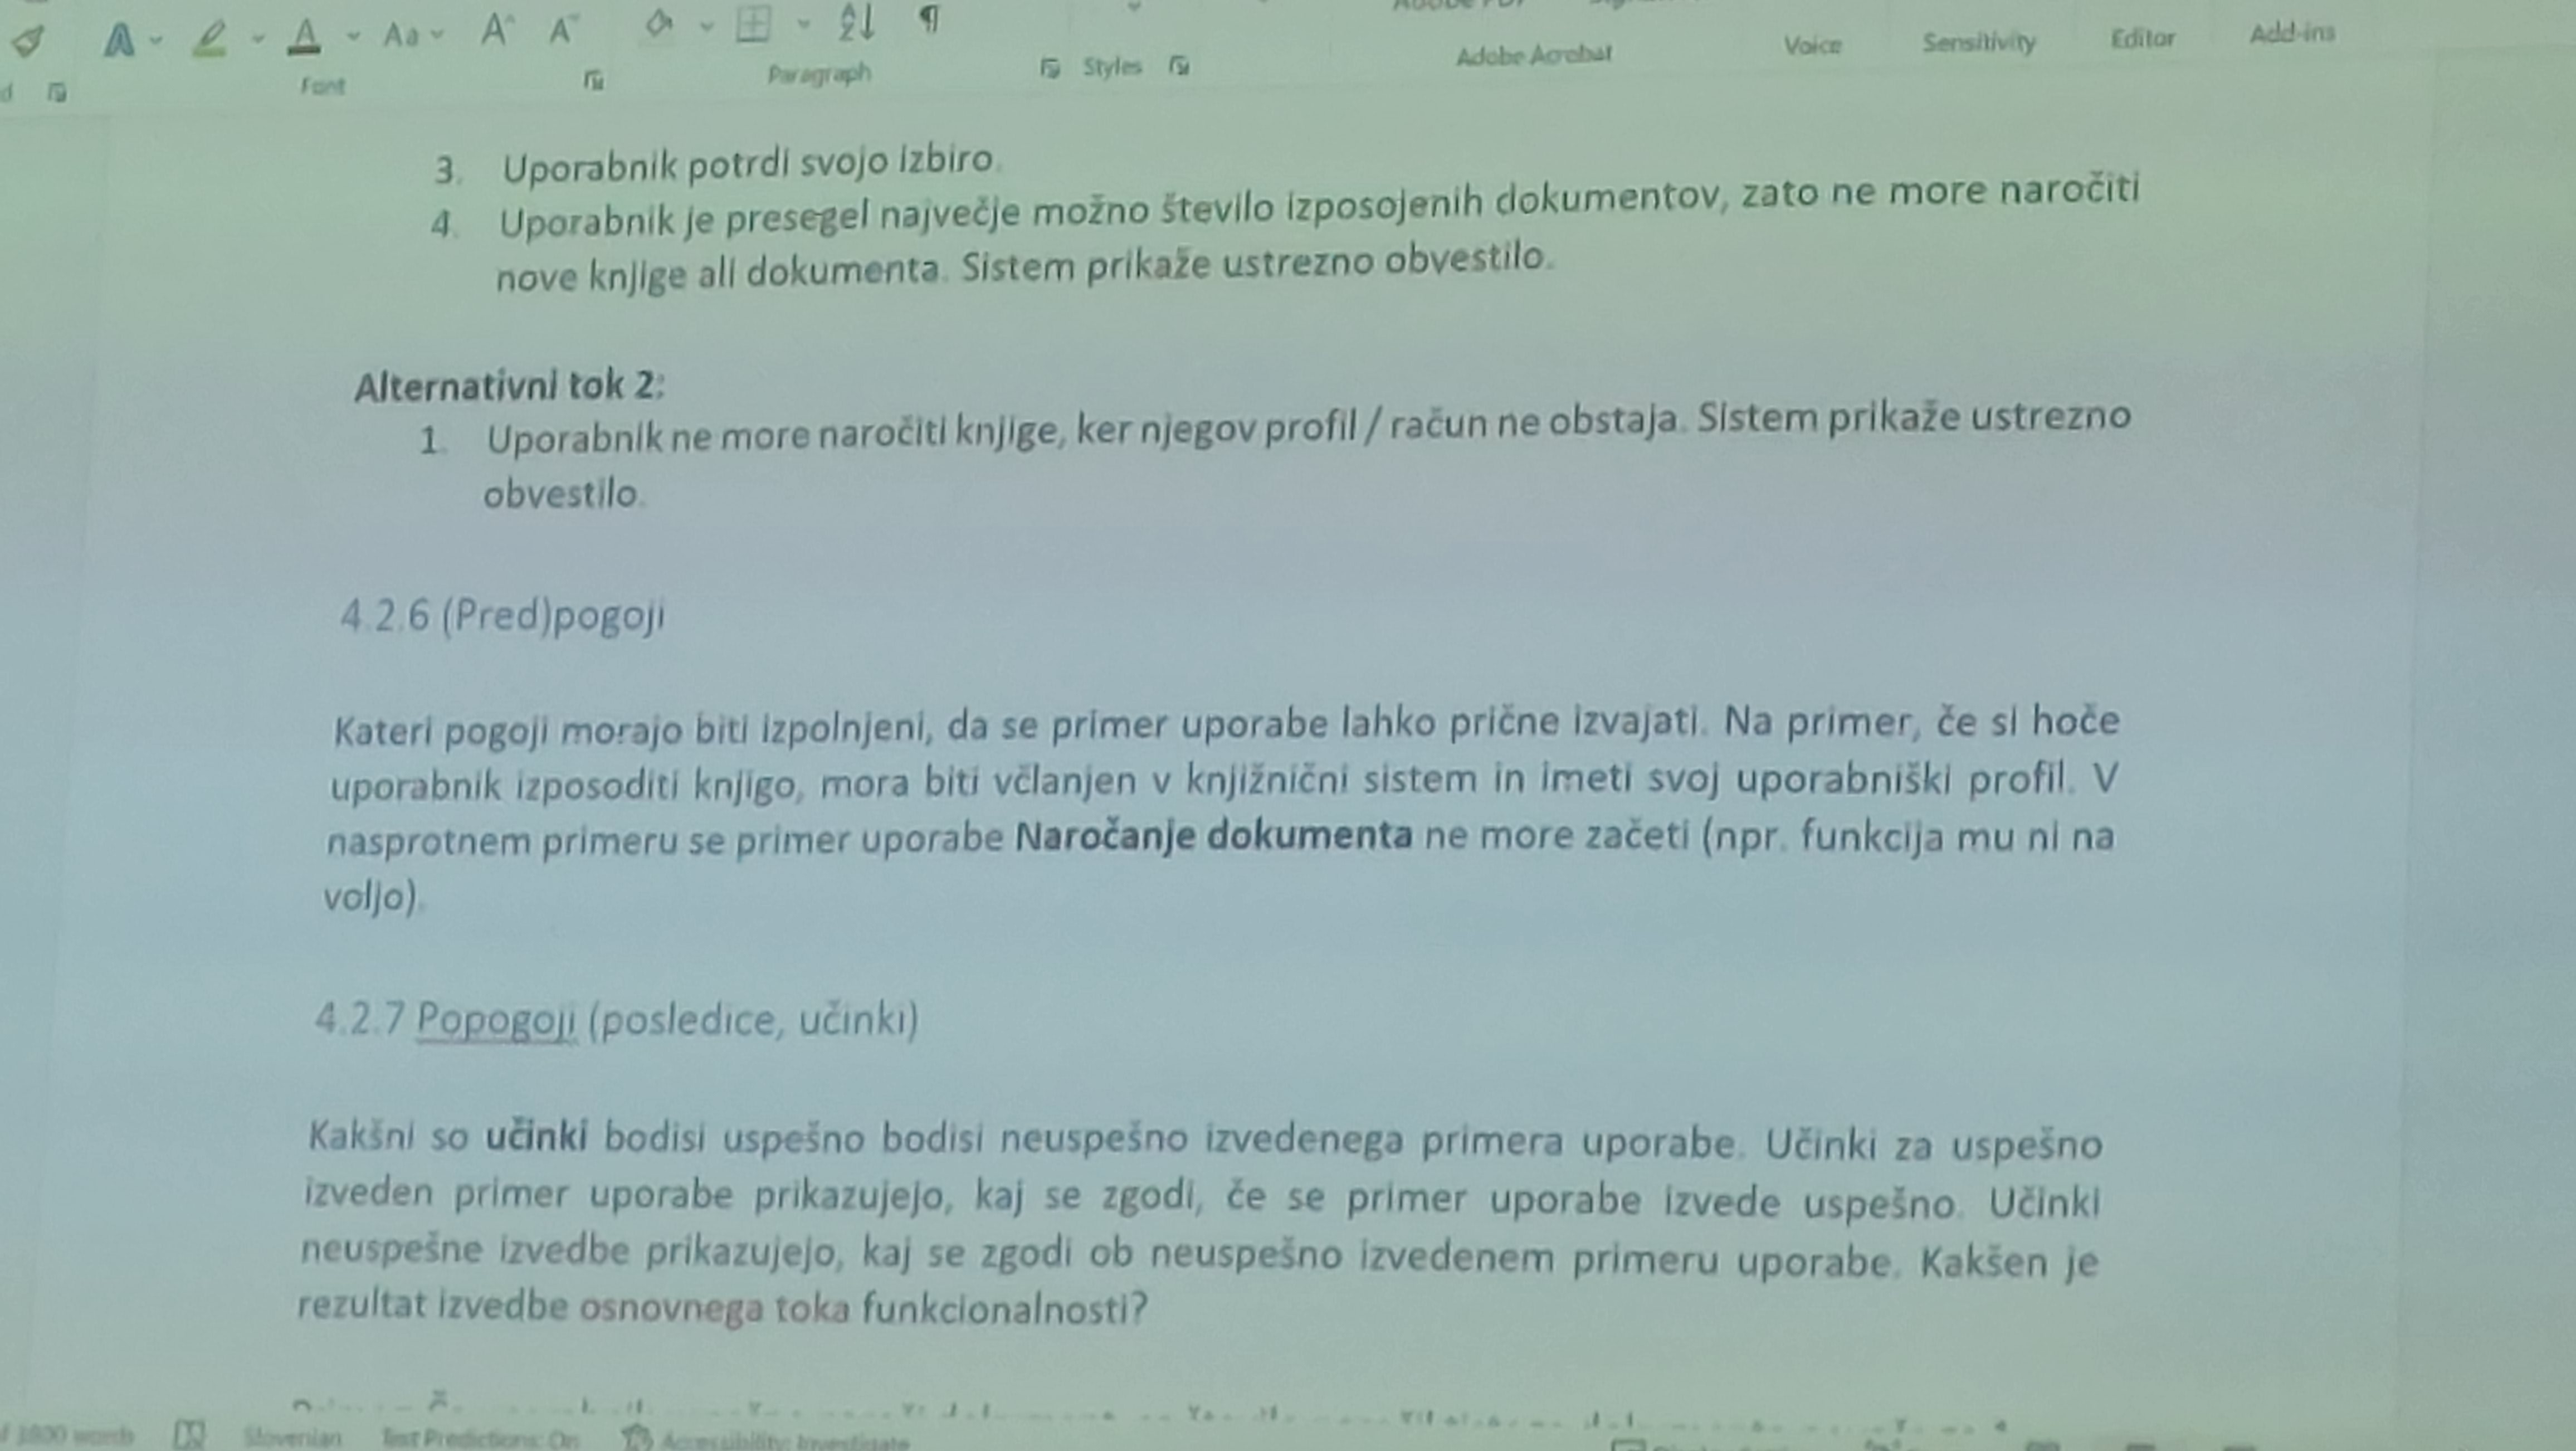 Aa
Font
Paragraph
Styles
Adobe Acrobat
Voice
Sensitivity
Editor
Add-ins
3. Uporabnik potrdi svojo izbiro.
4. Uporabnik je presegel največje možno število izposojenih dokumentov, zato ne more naročiti
nove knjige ali dokumenta. Sistem prikaže ustrezno obvestilo.
Alternativni tok 2:
1. Uporabnik ne more naročiti knjige, ker njegov profil / račun ne obstaja. Sistem prikaže ustrezno
obvestilo.
4.2.6 (Pred)pogoji
Kateri pogoji morajo biti izpolnjeni, da se primer uporabe lahko prične izvajati. Na primer, če si hoče
uporabnik izposoditi knjigo, mora biti včlanjen v knjižnični sistem in imeti svoj uporabniški profil. V
nasprotnem primeru se primer uporabe Naročanje dokumenta ne more začeti (npr. funkcija mu ni na
voljo).
4.2.7 Popogoji (posledice, učinki)
Kakšni so učinki bodisi uspešno bodisi neuspešno izvedenega primera uporabe. Učinki za uspešno
izveden primer uporabe prikazujejo, kaj se zgodi, če se primer uporabe izvede uspešno. Učinki
neuspešne izvedbe prikazujejo, kaj se zgodi ob neuspešno izvedenem primeru uporabe. Kakšen je
rezultat izvedbe osnovnega toka funkcionalnosti?
words
Slovenian
Text Predictions: On
Accessibility: Investigate